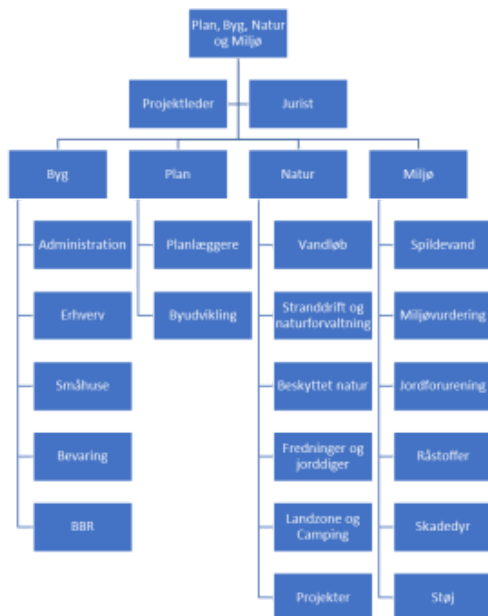 Plan, Byg, Natur
og Miljø
Projektleder
Jurist
Byg
Plan
Natur
Miljø
Administration
Erhverv
Småhuse
Bevaring
BBR
Planlæggere
Byudvikling
Vandløb
Stranddrift og
naturforvaltning
Beskyttet natur
Fredninger og
jorddiger
Landzone og
Camping
Projekter
Spildevand
Miljøvurdering
Jordforurening
Råstoffer
Skadedyr
Støj